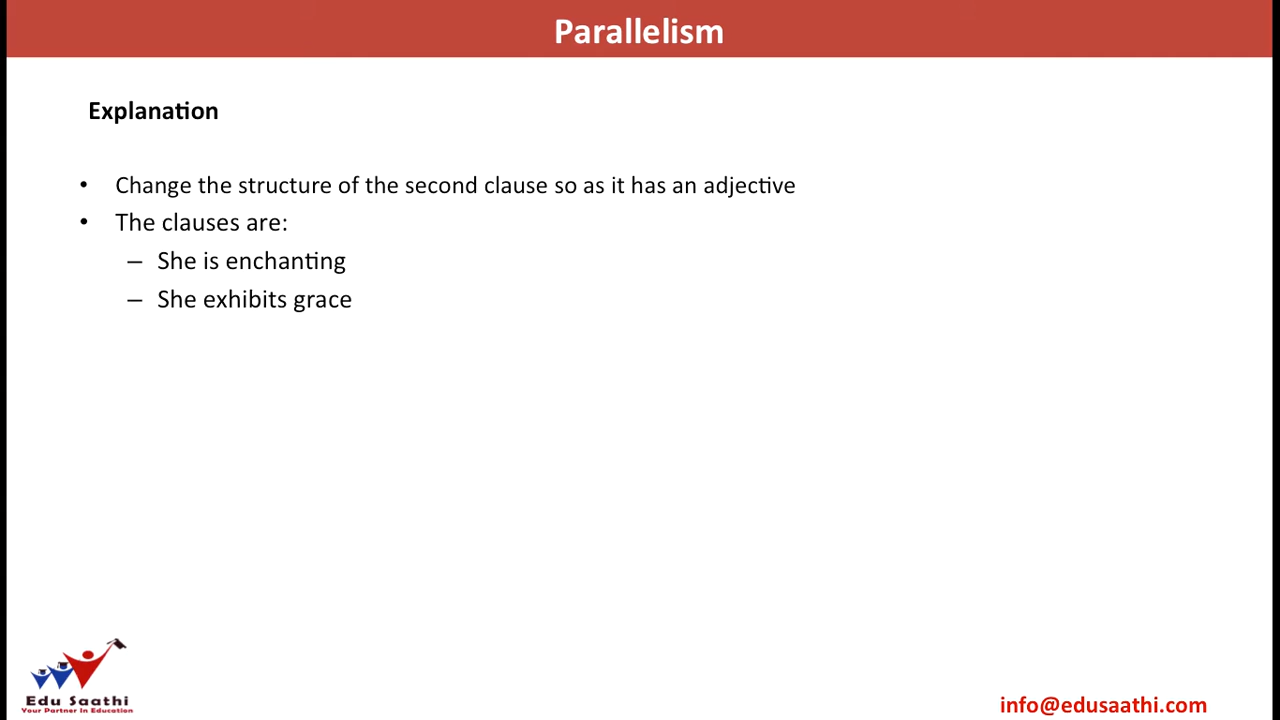 Parallelism
Explanation
• Change the structure of the second clause so as it has an adjective
• The clauses are:
– She is enchanting
– She exhibits grace
Edu Saathi
Your Partner In Education
info@edusaathi.com